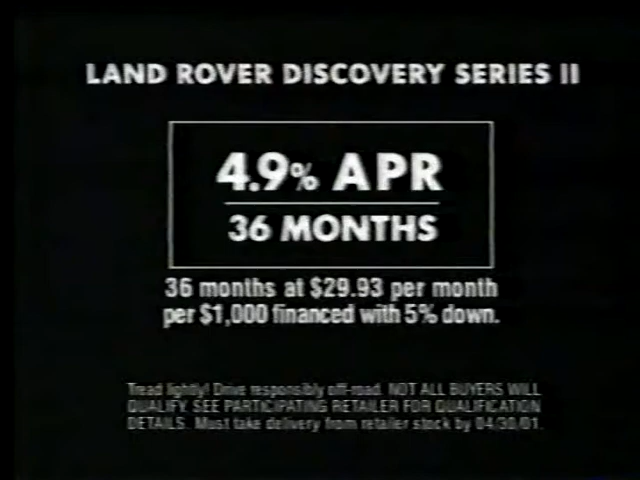 LAND ROVER DISCOVERY SERIES II
4.9% APR
36 MONTHS
36 months at $29.93 per month
per $1,000 financed with 5% down.
Tread lightly! Drive responsibly off-road. NOT ALL BUYERS WILL
QUALIFY. SEE PARTICIPATING RETAILER FOR QUALIFICATION
DETAILS. Must take delivery from retailer stock by 04/30/01.